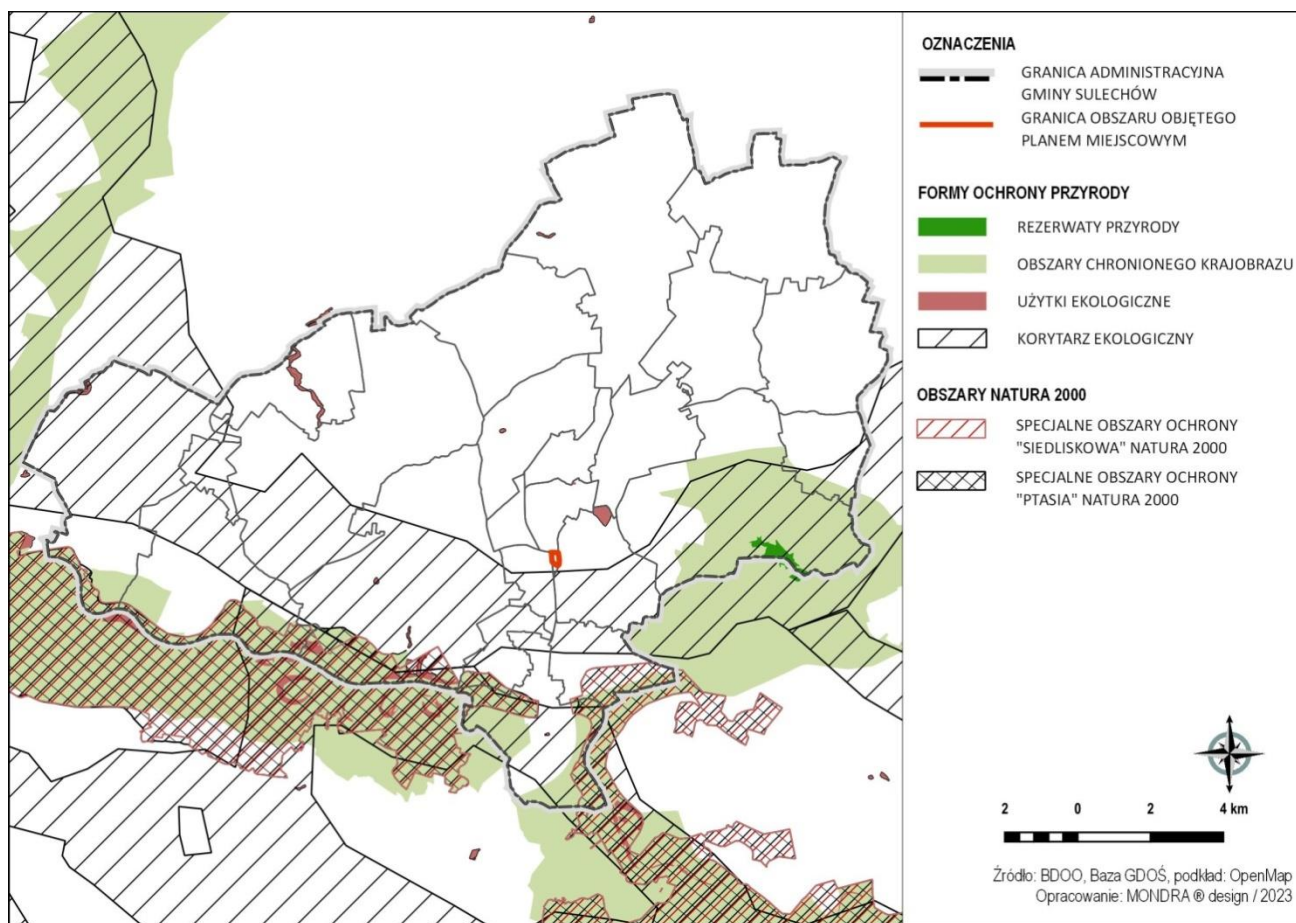 OZNACZENIA
GRANICA ADMINISTRACYJNA
GMINY SULECHÓW
GRANICA OBSZARU OBJĘTEGO
PLANEM MIEJSCOWYM
FORMY OCHRONY PRZYRODY
REZERWATY PRZYRODY
OBSZARY CHRONIONEGO KRAJOBRAZU
UŻYTKI EKOLOGICZNE
KORYTARZ EKOLOGICZNY
OBSZARY NATURA 2000
SPECJALNE OBSZARY OCHRONY
"SIEDLISKOWA" NATURA 2000
SPECJALNE OBSZARY OCHRONY
"PTASIA" NATURA 2000
2 0 2 4 km
Źródło: BDOO, Baza GDOŚ, podkład: OpenMap
Opracowanie: MONDRA ® design / 2023